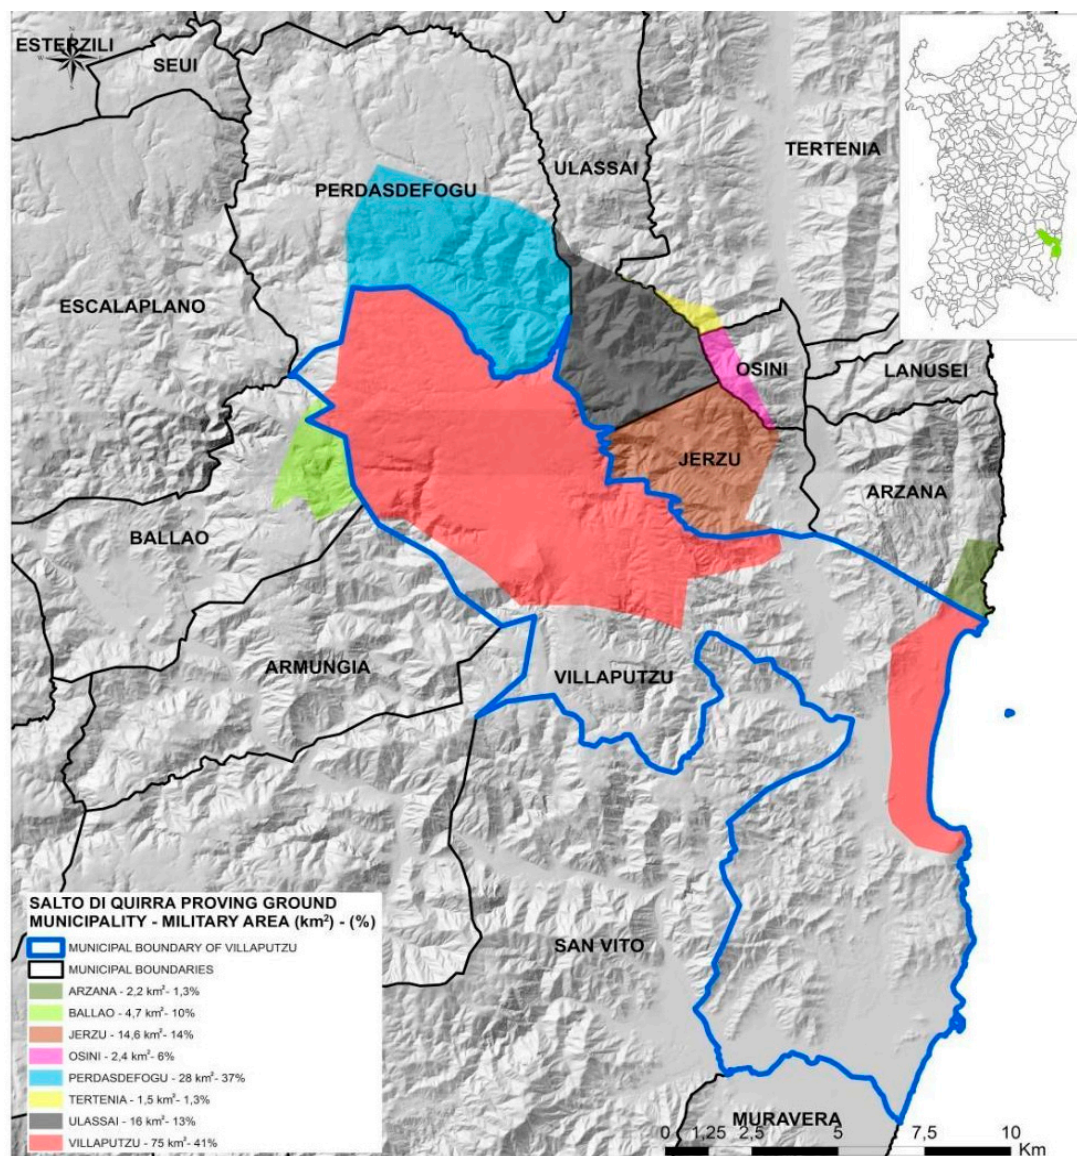 ESTERZILI
SEUI
ULASSAI
TERTENIA
PERDASDEFOGU
ESCALAPLANO
OSINI
LANUSEI
JERZU
ARZANA
BALLAO
ARMUNGIA
VILLAPUTZU
SAN VITO
MURAVERA
SALTO DI QUIRRA PROVING GROUND
MUNICIPALITY - MILITARY AREA (km²) - (%)
MUNICIPAL BOUNDARY OF VILLAPUTZU
MUNICIPAL BOUNDARIES
ARZANA - 2,2 km²- 1,3%
BALLAO - 4,7 km²- 10%
JERZU - 14,6 km²- 14%
OSINI - 2,4 km²- 6%
PERDASDEFOGU - 28 km²- 37%
TERTENIA - 1,5 km²- 1,3%
ULASSAI - 16 km²- 13%
VILLAPUTZU - 75 km²- 41%
0 1,25 2,5 5 7,5 10
Km